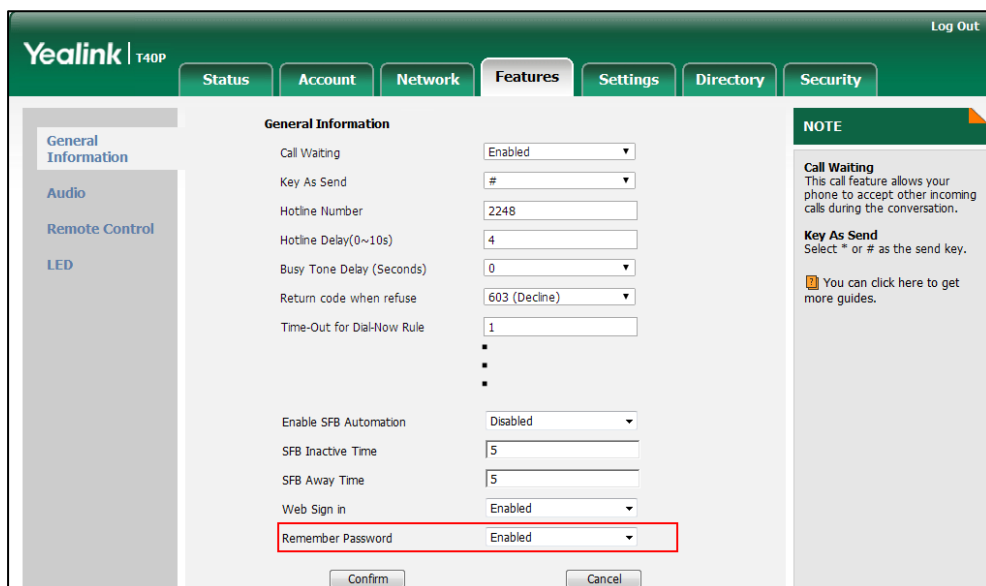 Log Out
Yealink | T40P
Status Account Network Features Settings Directory Security
General Information
Audio
Remote Control
LED
General Information
Call Waiting Enabled
Key As Send #
Hotline Number 2248
Hotline Delay(0~10s) 4
Busy Tone Delay (Seconds) 0
Return code when refuse 603 (Decline)
Time-Out for Dial-Now Rule 1
Enable SFB Automation Disabled
SFB Inactive Time 5
SFB Away Time 5
Web Sign in Enabled
Remember Password Enabled
Confirm Cancel
NOTE
Call Waiting
This call feature allows your
phone to accept other incoming
calls during the conversation.
Key As Send
Select * or # as the send key.
You can click here to get
more guides.